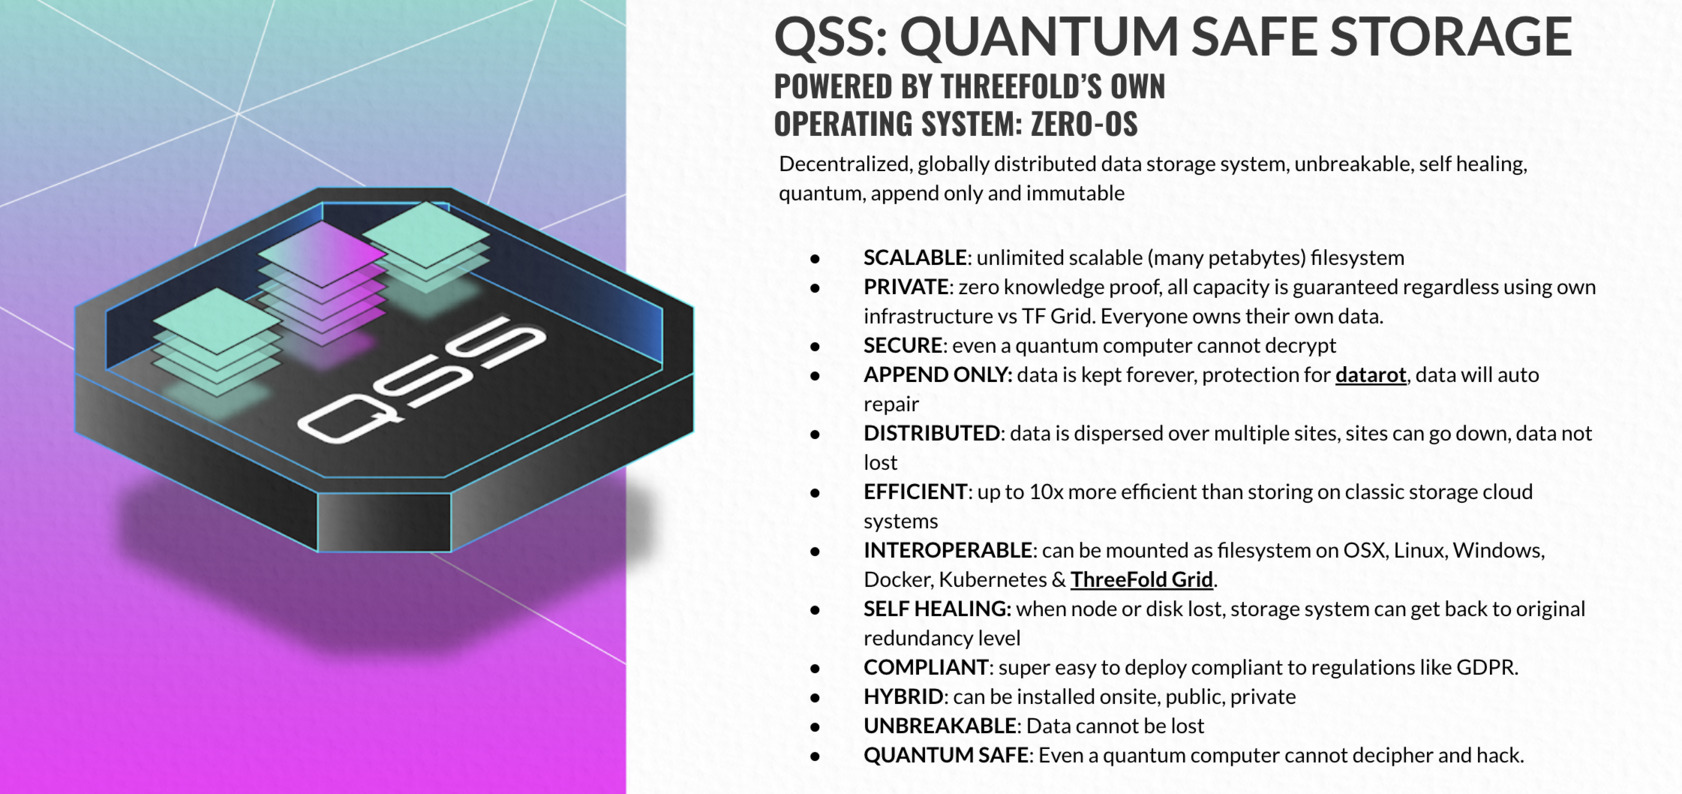 QSS: QUANTUM SAFE STORAGE
POWERED BY THREEFOLD’S OWN
OPERATING SYSTEM: ZERO-OS
Decentralized, globally distributed data storage system, unbreakable, self healing,
quantum, append only and immutable
● SCALABLE: unlimited scalable (many petabytes) filesystem
● PRIVATE: zero knowledge proof, all capacity is guaranteed regardless using own
infrastructure vs TF Grid. Everyone owns their own data.
● SECURE: even a quantum computer cannot decrypt
● APPEND ONLY: data is kept forever, protection for datarot, data will auto
repair
● DISTRIBUTED: data is dispersed over multiple sites, sites can go down, data not
lost
● EFFICIENT: up to 10x more efficient than storing on classic storage cloud
systems
● INTEROPERABLE: can be mounted as filesystem on OSX, Linux, Windows,
Docker, Kubernetes & ThreeFold Grid.
● SELF HEALING: when node or disk lost, storage system can get back to original
redundancy level
● COMPLIANT: super easy to deploy compliant to regulations like GDPR.
● HYBRID: can be installed onsite, public, private
● UNBREAKABLE: Data cannot be lost
● QUANTUM SAFE: Even a quantum computer cannot decipher and hack.
QSS